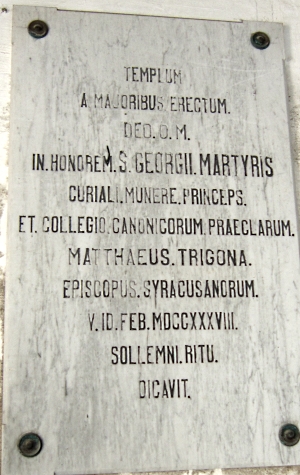 TEMPLUM
A. MAJORIBUS. ERECTUM.
DEO. O. M.
IN. HONOREM. S. GEORGII. MARTYRIS
CURIALI. MUNERE. PRINCEPS.
ET. COLLEGIO. CANONICORUM. PRAECLARUM.
MATTHAEUS. TRIGONA.
EPISCOPUS. SYRACUSANORUM.
V. ID. FEB. MDCCXXXVIII.
SOLLEMNI. RITU.
DICAVIT.